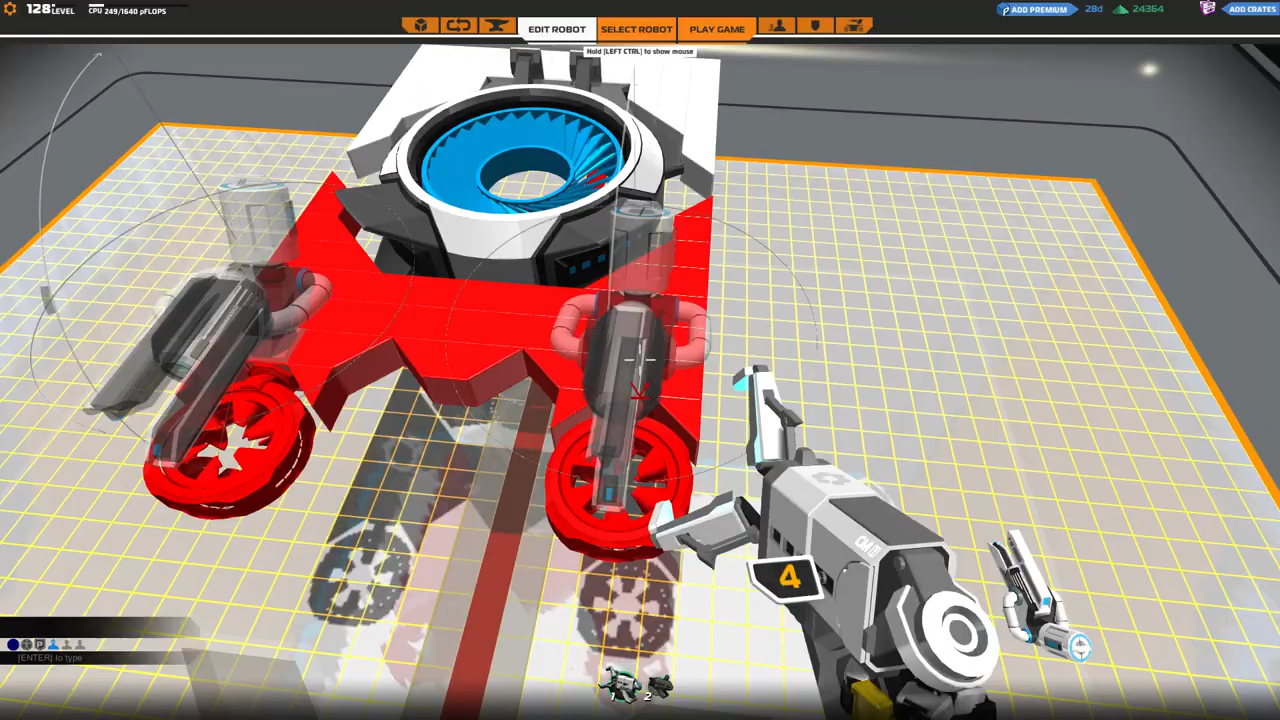 128 LEVEL
CPU 249/1640 pFLOPS
EDIT ROBOT
SELECT ROBOT
PLAY GAME
ADD PREMIUM
28d
24364
ADD CRATES
Hold [LEFT CTRL] to show mouse
4
P
[ENTER] to type
1
2